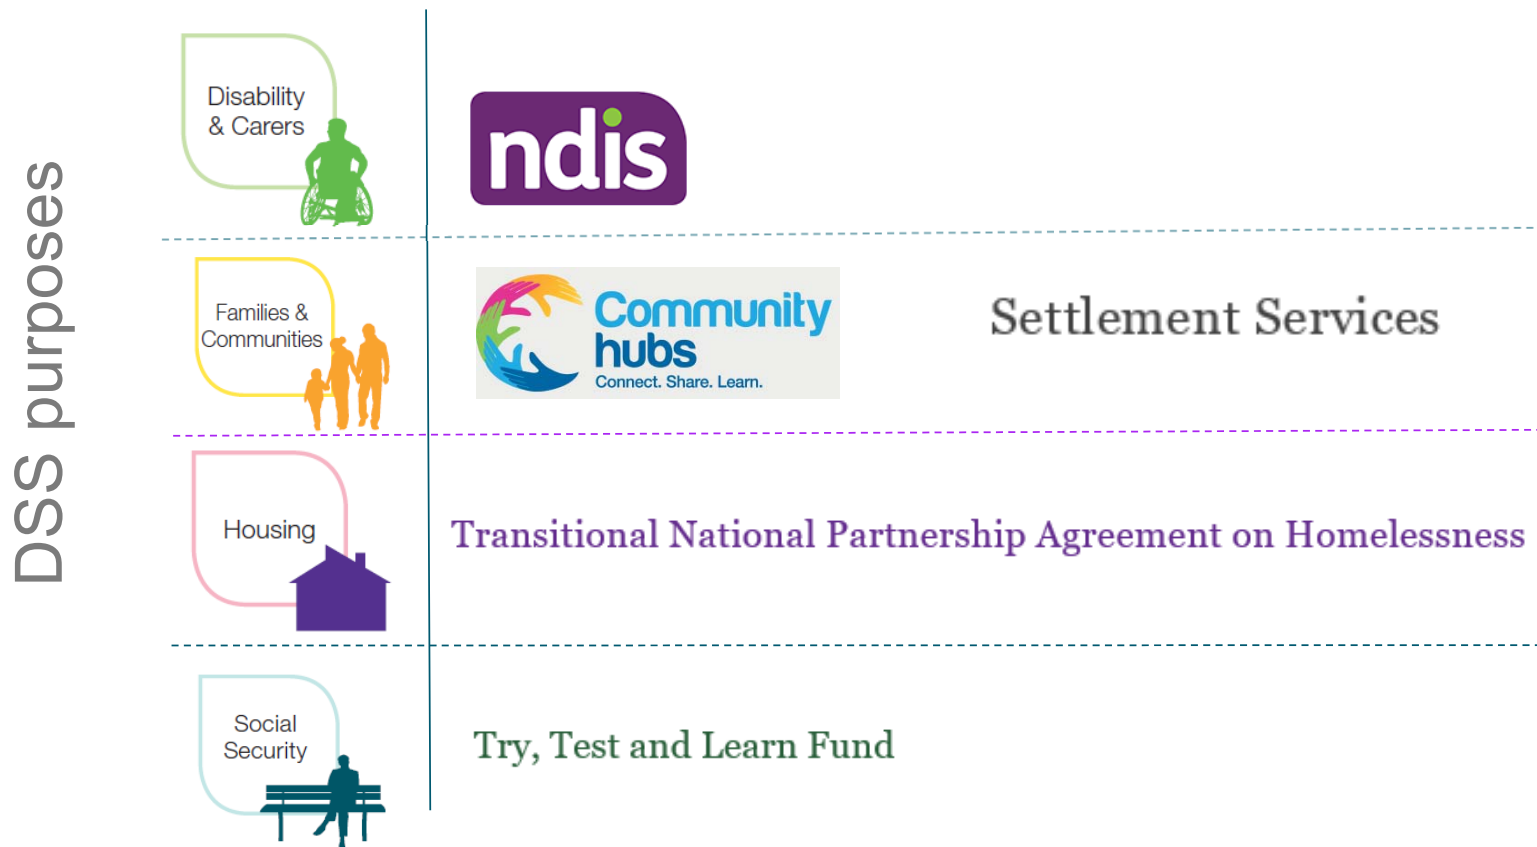 DSS purposes
Disability
& Carers
ndis
Families &
Communities
Community
hubs
Connect. Share. Learn.
Settlement Services
Housing
Transitional National Partnership Agreement on Homelessness
Social
Security
Try, Test and Learn Fund